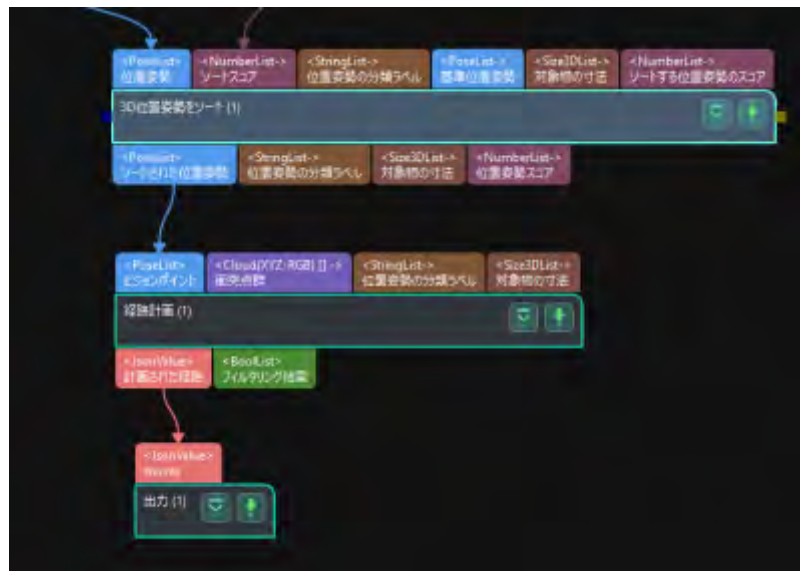 <PoseList> <NumberList-> <StringList-> <PoseList-> <Size3DList-> <NumberList->
位置姿勢 ソートスコア 位置姿勢の分類ラベル 基準位置姿勢 対象物の寸法 ソートする位置姿勢のスコア
3D位置姿勢をソート (1)
<PoseList> <StringList-> <Size3DList-> <NumberList->
ソートされた位置姿勢 位置姿勢の分類ラベル 対象物の寸法 位置姿勢スコア
<PoseList> <Cloud(XYZ-RGB) [] -> <StringList-> <Size3DList->
ビジョンポイント 衝突点群 位置姿勢の分類ラベル 対象物の寸法
経路計画 (1)
<JsonValue> <BoolList>
計画された経路 フィルタリング結果
<JsonValue>
出力 (1)